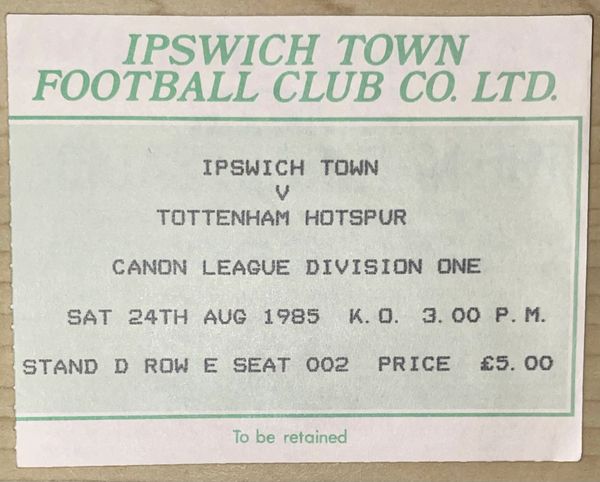 IPSWICH TOWN
FOOTBALL CLUB CO. LTD.
IPSWICH TOWN
V
TOTTENHAM HOTSPUR
CANON LEAGUE DIVISION ONE
SAT 24TH AUG 1985 K.O. 3.00 P.M.
STAND D ROW E SEAT 002 PRICE £5.00
To be retained